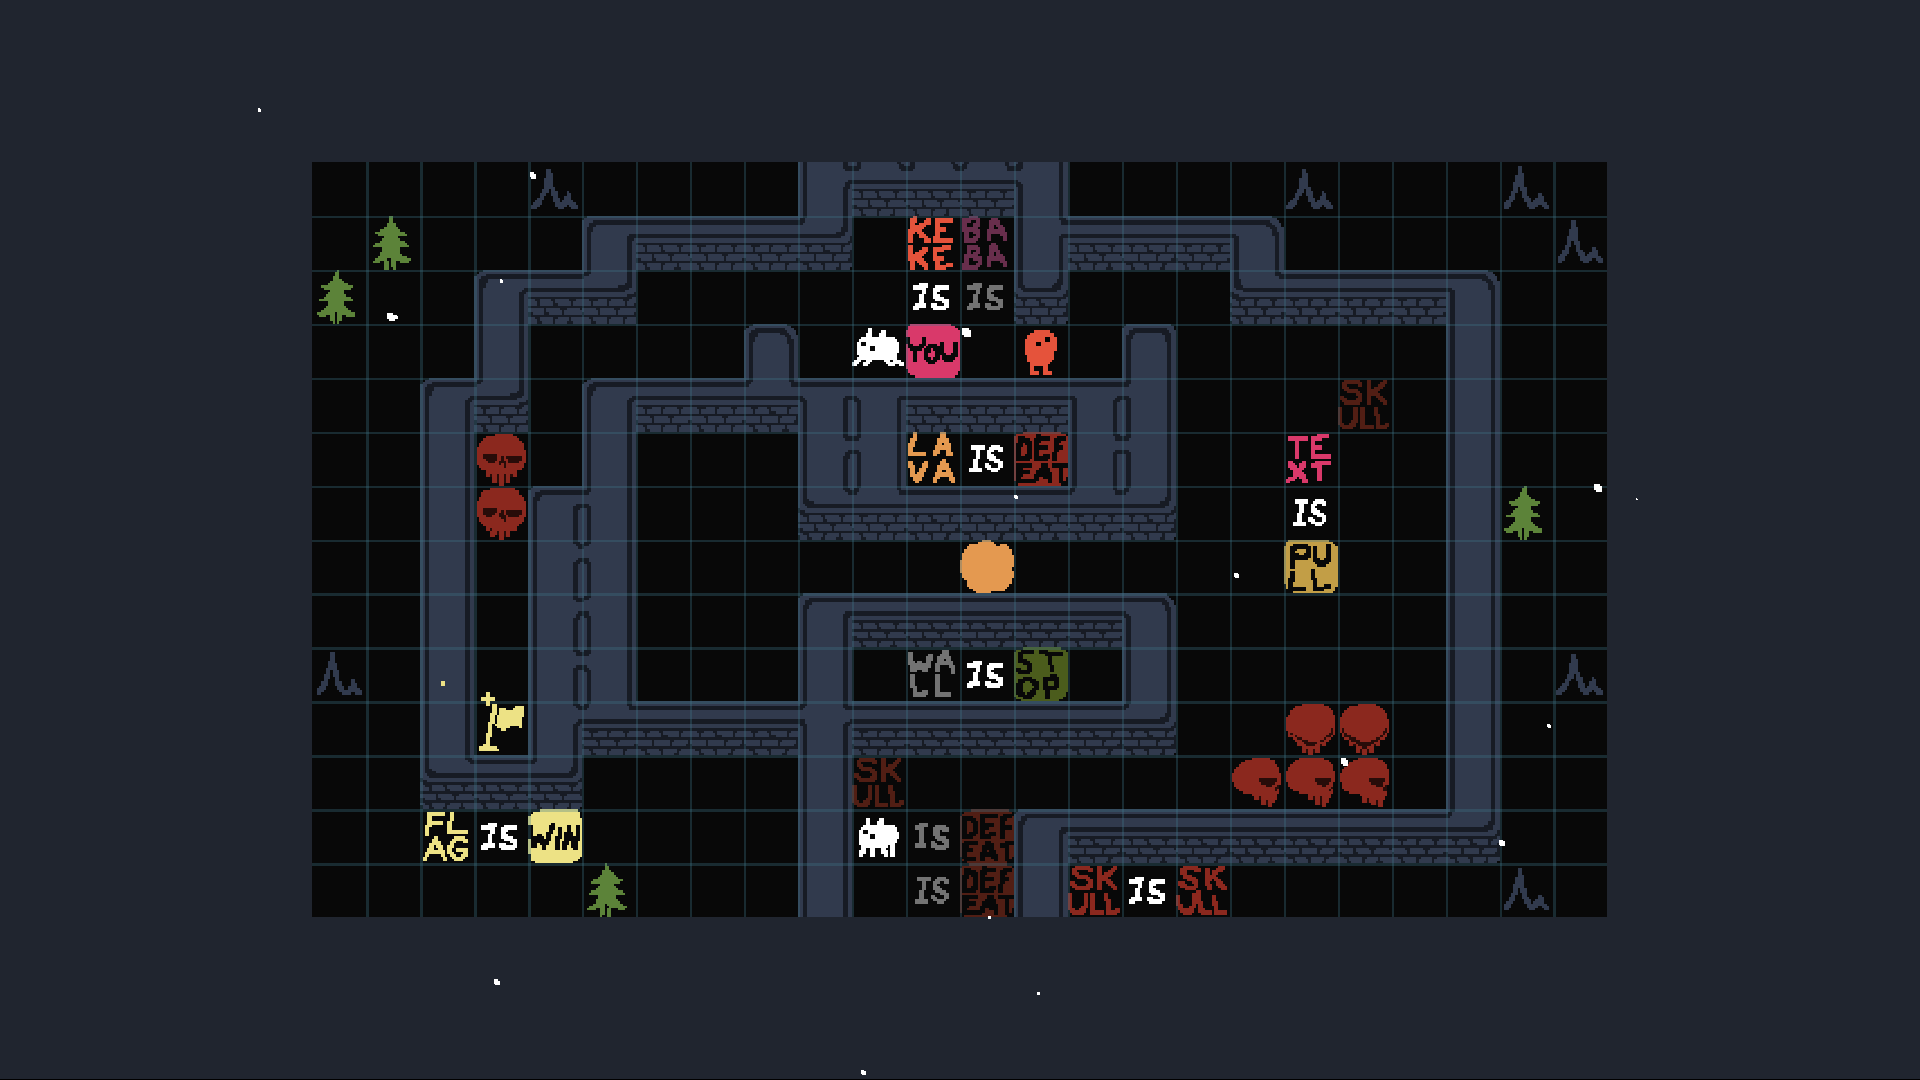 KEKE BABA
IS IS
YOU
SKULL
LAVA IS DEFEAT
TEXT
IS
PULL
WALL IS STOP
SKULL
FLAG IS WIN
IS DEFEAT
IS DEFEAT
SKULL IS SKULL